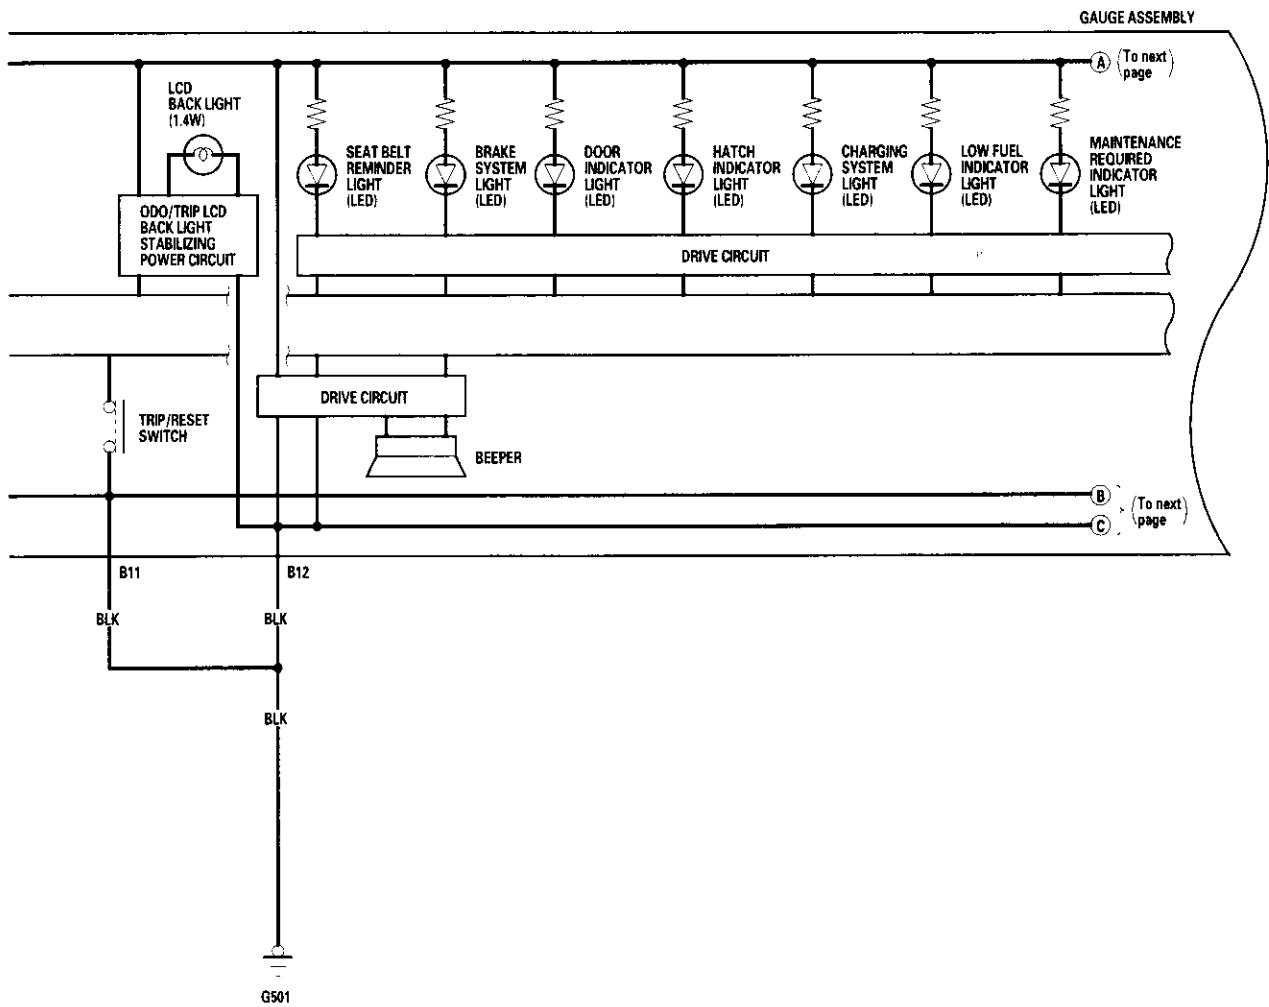 GAUGE ASSEMBLY
A
(To next
page)
LCD
BACK LIGHT
(1.4W)
SEAT BELT
REMINDER
LIGHT
(LED)
BRAKE
SYSTEM
LIGHT
(LED)
DOOR
INDICATOR
LIGHT
(LED)
HATCH
INDICATOR
LIGHT
(LED)
CHARGING
SYSTEM
LIGHT
(LED)
LOW FUEL
INDICATOR
LIGHT
(LED)
MAINTENANCE
REQUIRED
INDICATOR
LIGHT
(LED)
ODO/TRIP LCD
BACK LIGHT
STABILIZING
POWER CIRCUIT
DRIVE CIRCUIT
DRIVE CIRCUIT
TRIP/RESET
SWITCH
BEEPER
B
C
(To next
page)
B11
B12
BLK
BLK
BLK
G501